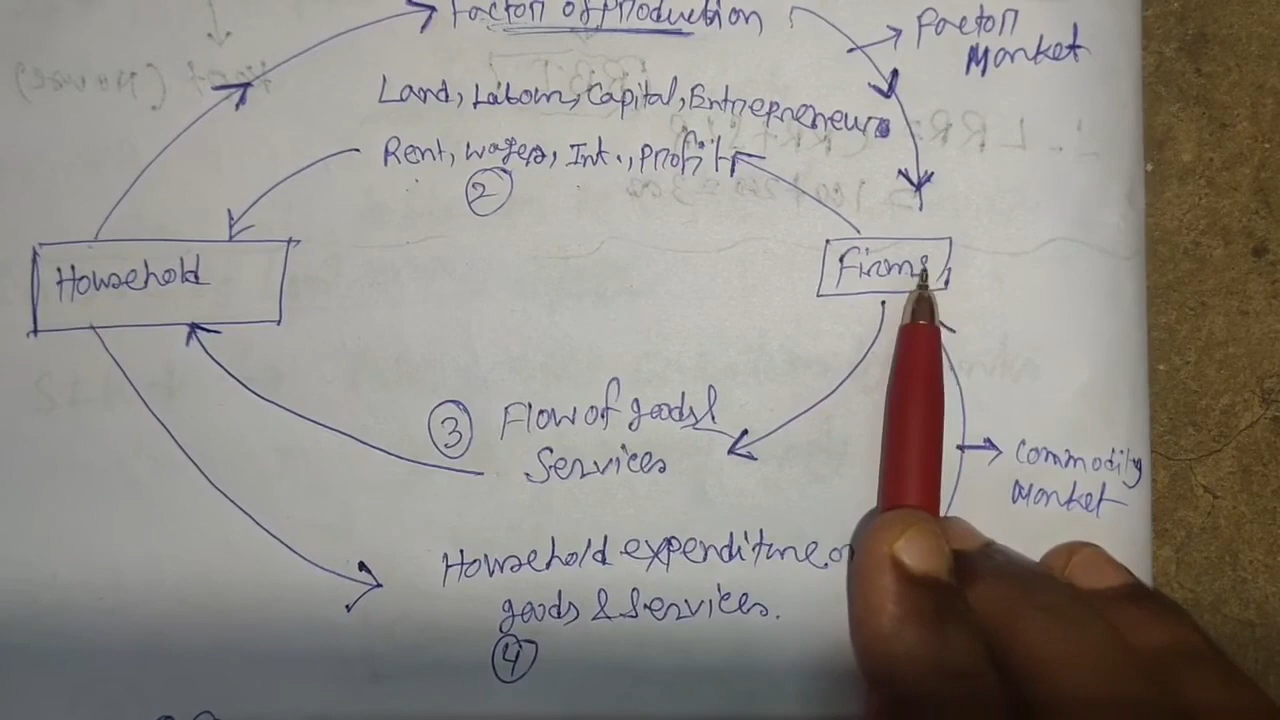 Factor of production
Factor
Market
Land, Labour, Capital, Entrepreneur
Rent, wages, Int., profit
2
Household
Firms
3 Flow of goods &
Services
Commodity
Market
Household expenditure on
goods & services.
4